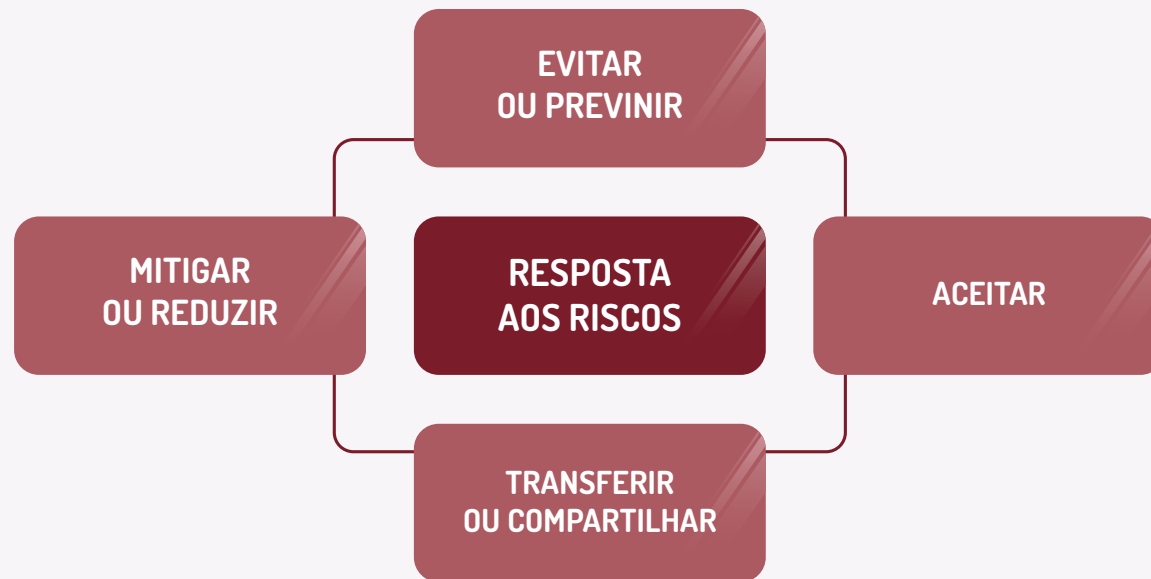 EVITAR
OU PREVINIR
MITIGAR
OU REDUZIR
RESPOSTA
AOS RISCOS
ACEITAR
TRANSFERIR
OU COMPARTILHAR